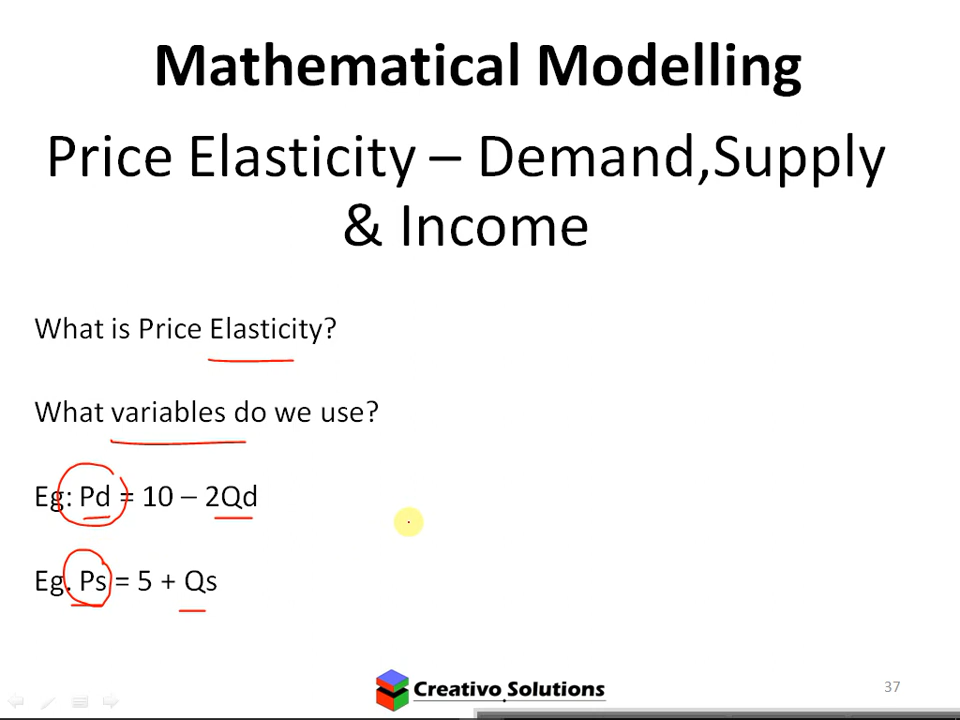 Mathematical Modelling
Price Elasticity – Demand,Supply
& Income
What is Price Elasticity?
What variables do we use?
Eg: Pd = 10 – 2Qd
Eg. Ps = 5 + Qs
Creativo Solutions
37